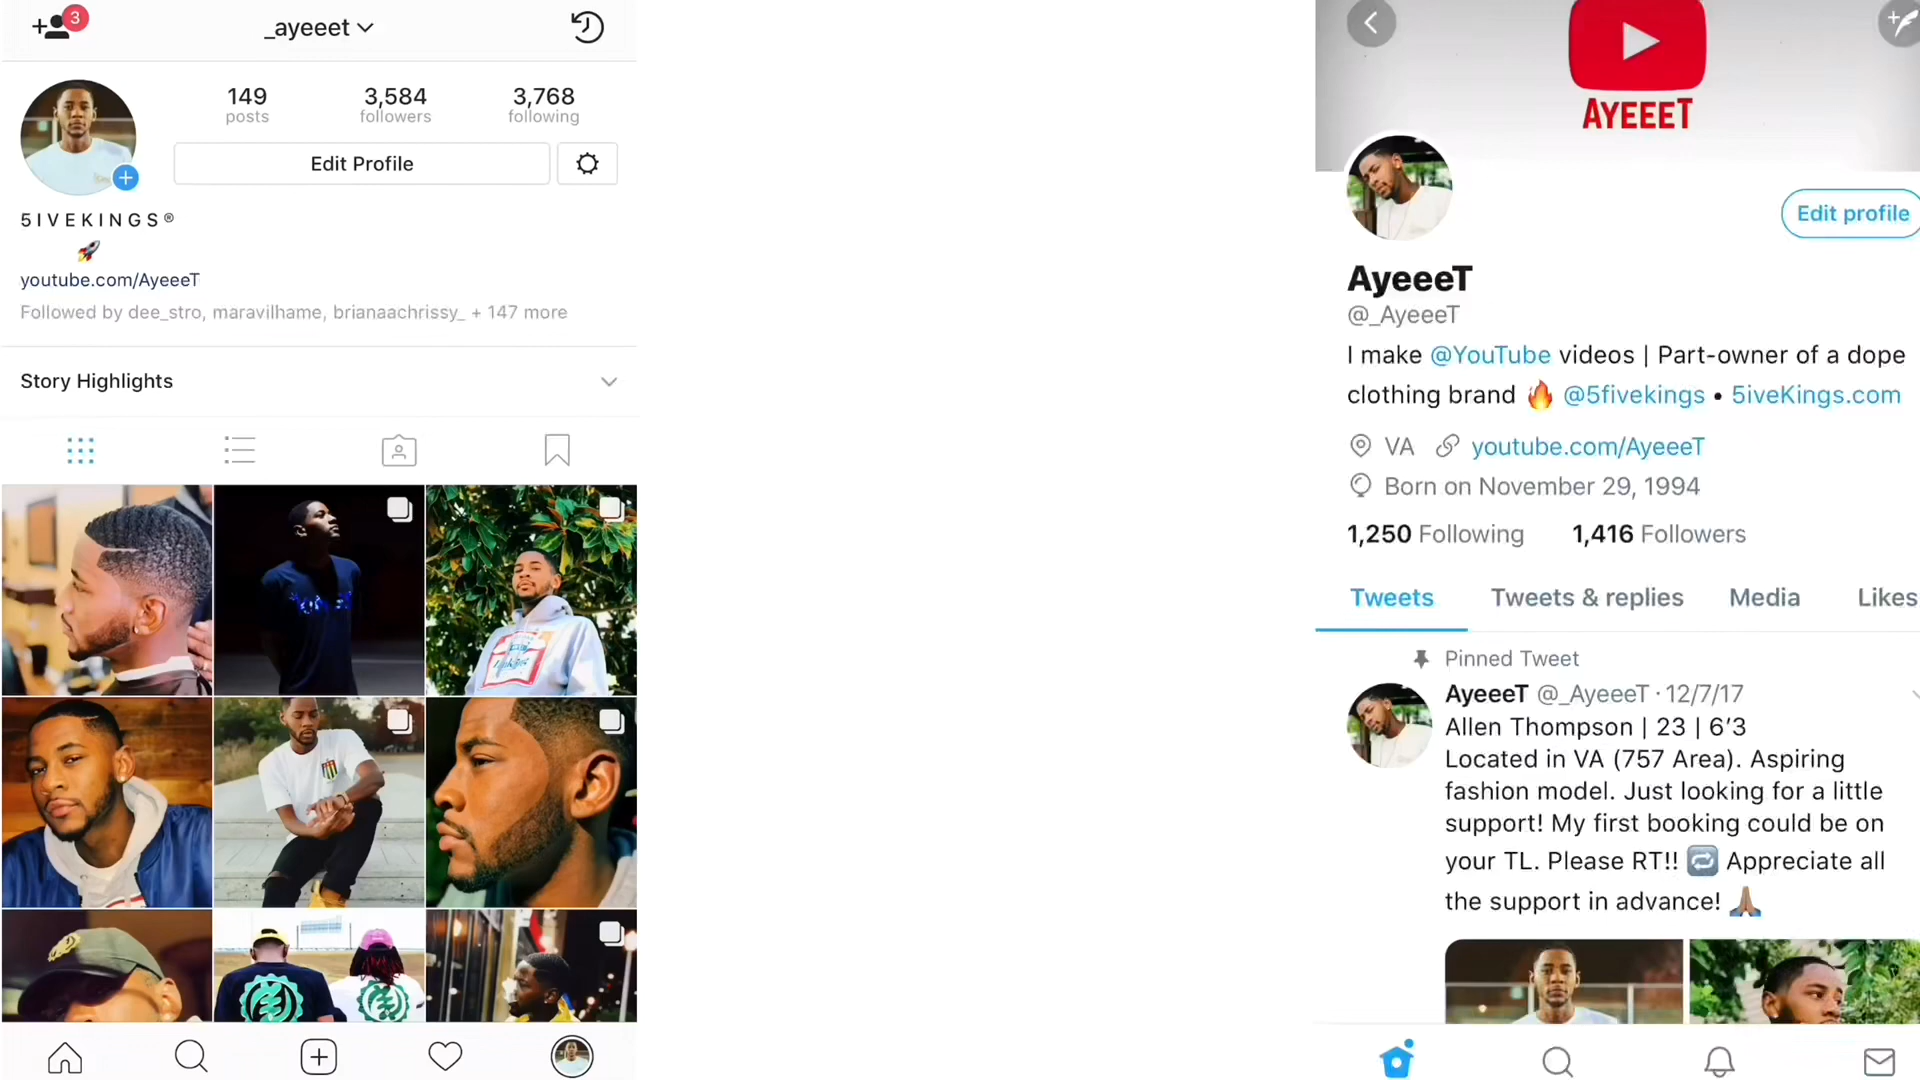 3
_ayeeet
149
3,584
3,768
posts
followers
following
Edit Profile
5IVEKINGS®
youtube.com/AyeeeT
Followed by dee_stro, maravilhame, brianaachrissy_ + 147 more
Story Highlights
AYEEET
Edit profile
AyeeeT
@_AyeeeT
I make @YouTube videos | Part-owner of a dope
clothing brand 🔥 @5fivekings • 5iveKings.com
VA youtube.com/AyeeeT
Born on November 29, 1994
1,250 Following 1,416 Followers
Tweets Tweets & replies Media Likes
Pinned Tweet
AyeeeT @_AyeeeT · 12/7/17
Allen Thompson | 23 | 6'3
Located in VA (757 Area). Aspiring
fashion model. Just looking for a little
support! My first booking could be on
your TL. Please RT!! 🔁 Appreciate all
the support in advance! 🙏🏽